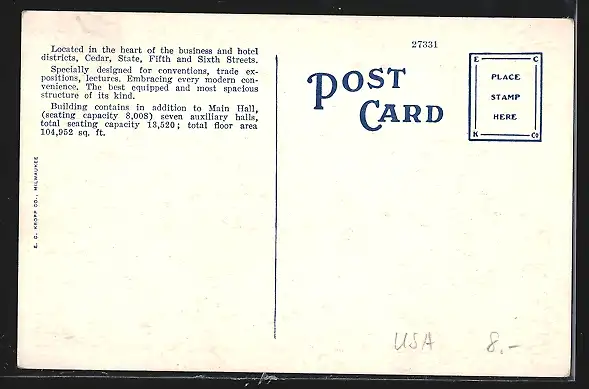 Located in the heart of the business and hotel
districts, Cedar, State, Fifth and Sixth Streets.
Specially designed for conventions, trade ex-
positions, lectures. Embracing every modern con-
venience. The best equipped and most spacious
structure of its kind.
Building contains in addition to Main Hall,
(seating capacity 8,008) seven auxiliary halls,
total seating capacity 13,520; total floor area
104,952 sq. ft.
E. C. KROPP CO., MILWAUKEE
27331
POST
CARD
E C
PLACE
STAMP
HERE
K Co
USA 8.-